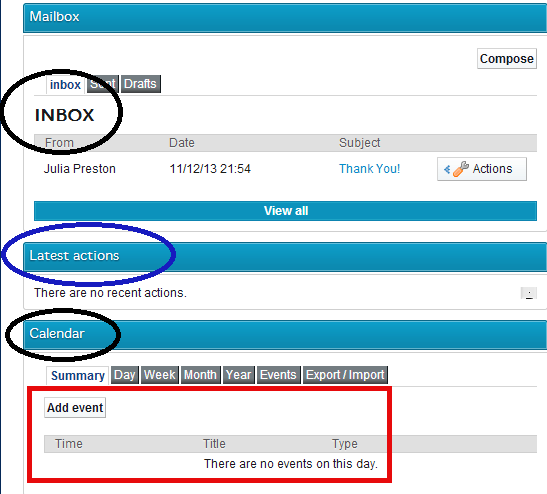 Mailbox
Compose
inbox Sent Drafts
INBOX
From Date Subject
Julia Preston 11/12/13 21:54 Thank You! Actions
View all
Latest actions
There are no recent actions.
Calendar
Summary Day Week Month Year Events Export / Import
Add event
Time Title Type
There are no events on this day.